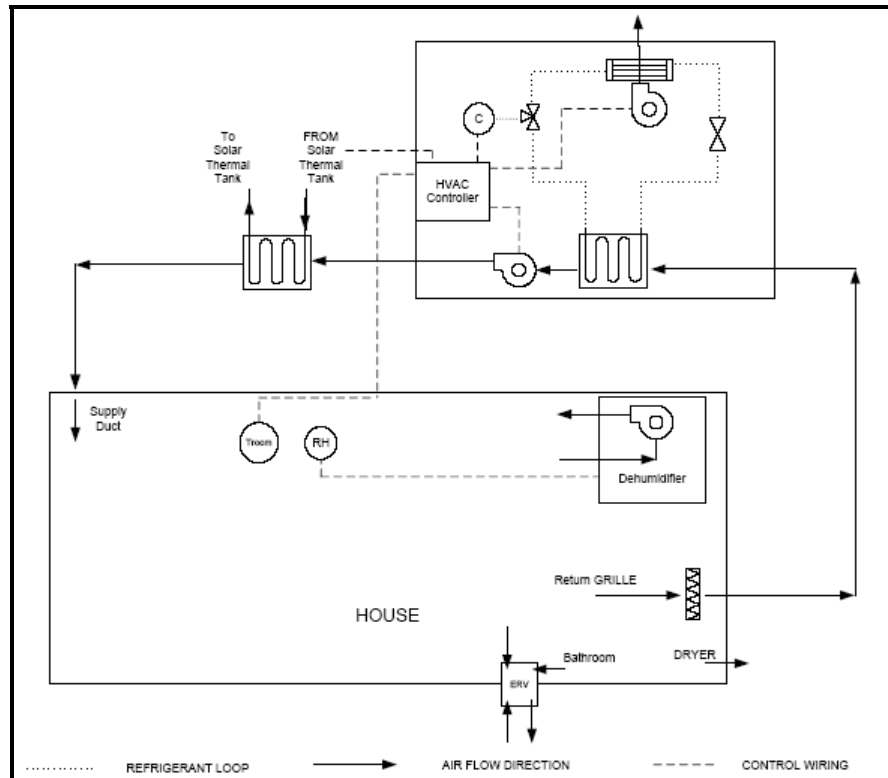 To
Solar
Thermal
Tank
FROM
Solar
Thermal
Tank
C
HVAC
Controller
Supply
Duct
Troom
RH
Dehumidifier
Return GRILLE
HOUSE
Bathroom
DRYER
ERV
REFRIGERANT LOOP
AIR FLOW DIRECTION
CONTROL WIRING